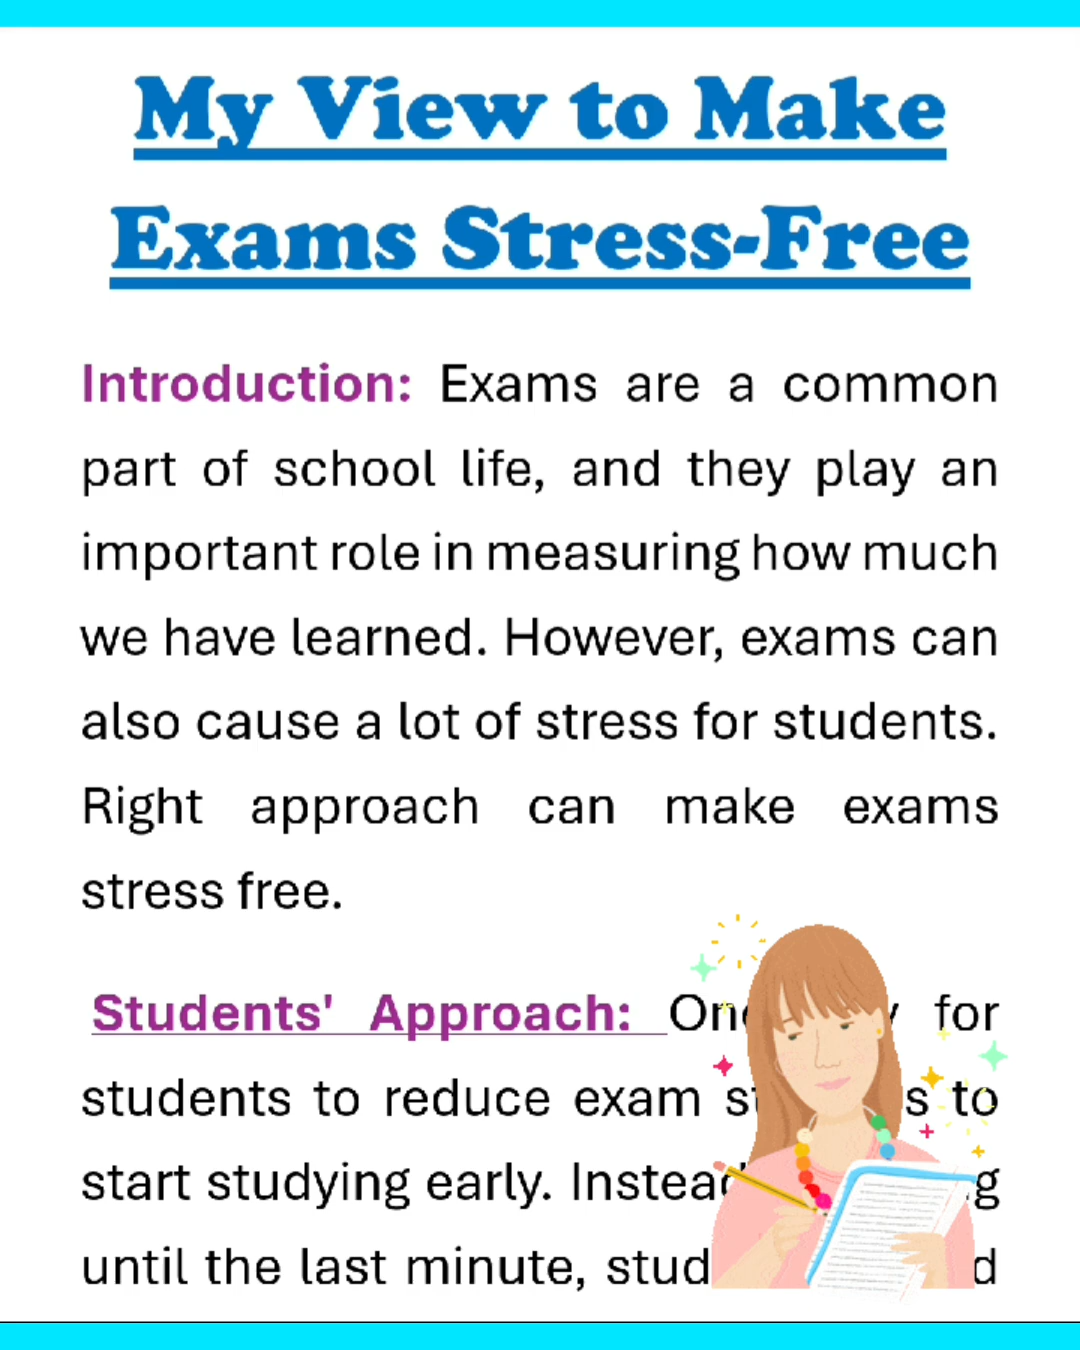 My View to Make
Exams Stress-Free
Introduction: Exams are a common
part of school life, and they play an
important role in measuring how much
we have learned. However, exams can
also cause a lot of stress for students.
Right approach can make exams
stress free.
Students' Approach: for
students to reduce exam to
start studying early.
until the last minute,